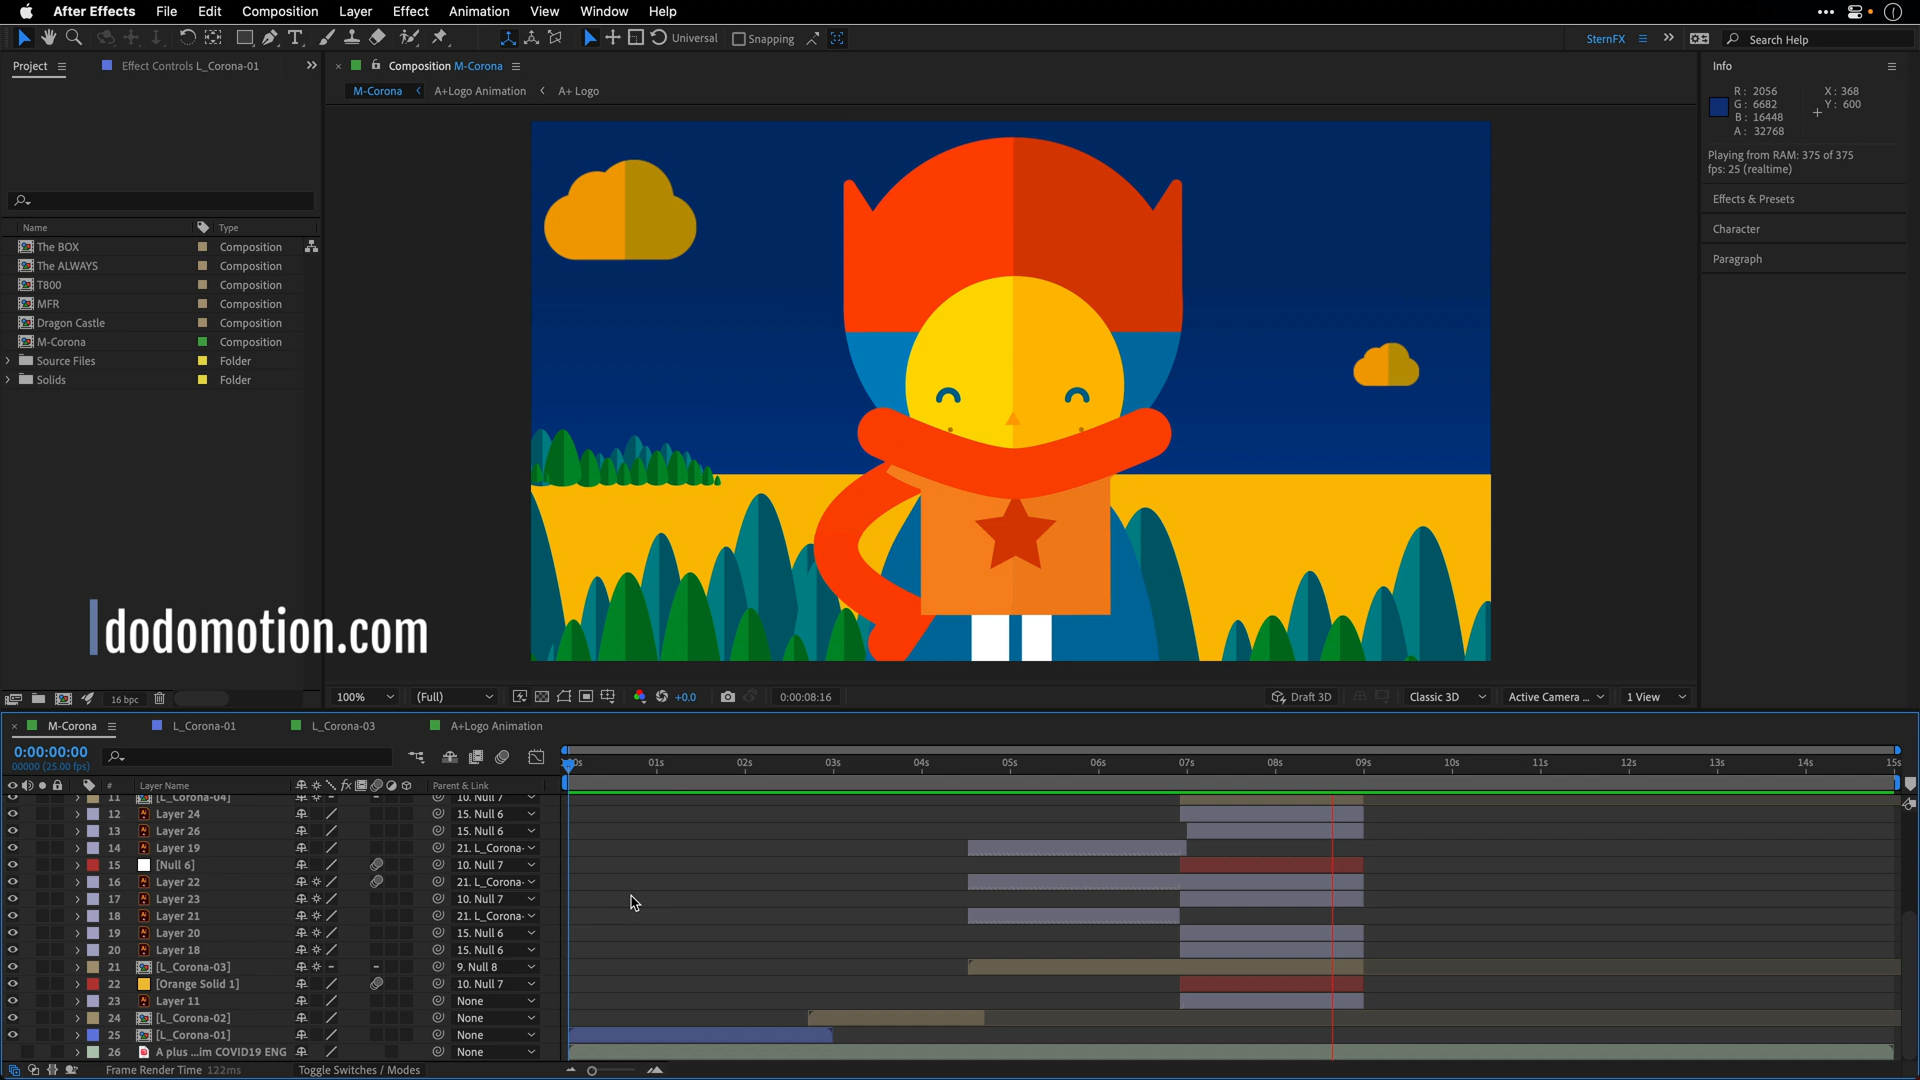 After Effects File Edit Composition Layer Effect Animation View Window Help
Universal Snapping SternFX Search Help
Project Effect Controls L_Corona-01
Composition M-Corona
M-Corona A+Logo Animation A+ Logo
Info
R: 2056 X: 368
G: 6682 Y: 600
B: 16448
A: 32768
Playing from RAM: 375 of 375
fps: 25 (realtime)
Effects & Presets
Character
Paragraph
Name Type
The BOX Composition
The ALWAYS Composition
T800 Composition
MFR Composition
Dragon Castle Composition
M-Corona Composition
Source Files Folder
Solids Folder
dodomotion.com
16 bpc
100% (Full) +0.0 0:00:08:16 Draft 3D Classic 3D Active Camera ... 1 View
M-Corona L_Corona-01 L_Corona-03 A+Logo Animation
0:00:00:00
00000 (25.00 fps)
01s 02s 03s 04s 05s 06s 07s 08s 09s 10s 11s 12s 13s 14s 15s
# Layer Name Parent & Link
11 [L_Corona-04] 10. Null 7
12 Layer 24 15. Null 6
13 Layer 26 15. Null 6
14 Layer 19 21. L_Corona-
15 [Null 6] 10. Null 7
16 Layer 22 21. L_Corona-
17 Layer 23 10. Null 7
18 Layer 21 21. L_Corona-
19 Layer 20 15. Null 6
20 Layer 18 15. Null 6
21 [L_Corona-03] 9. Null 8
22 [Orange Solid 1] 10. Null 7
23 Layer 11 None
24 [L_Corona-02] None
25 [L_Corona-01] None
26 A plus ...im COVID19 ENG None
Frame Render Time 122ms Toggle Switches / Modes